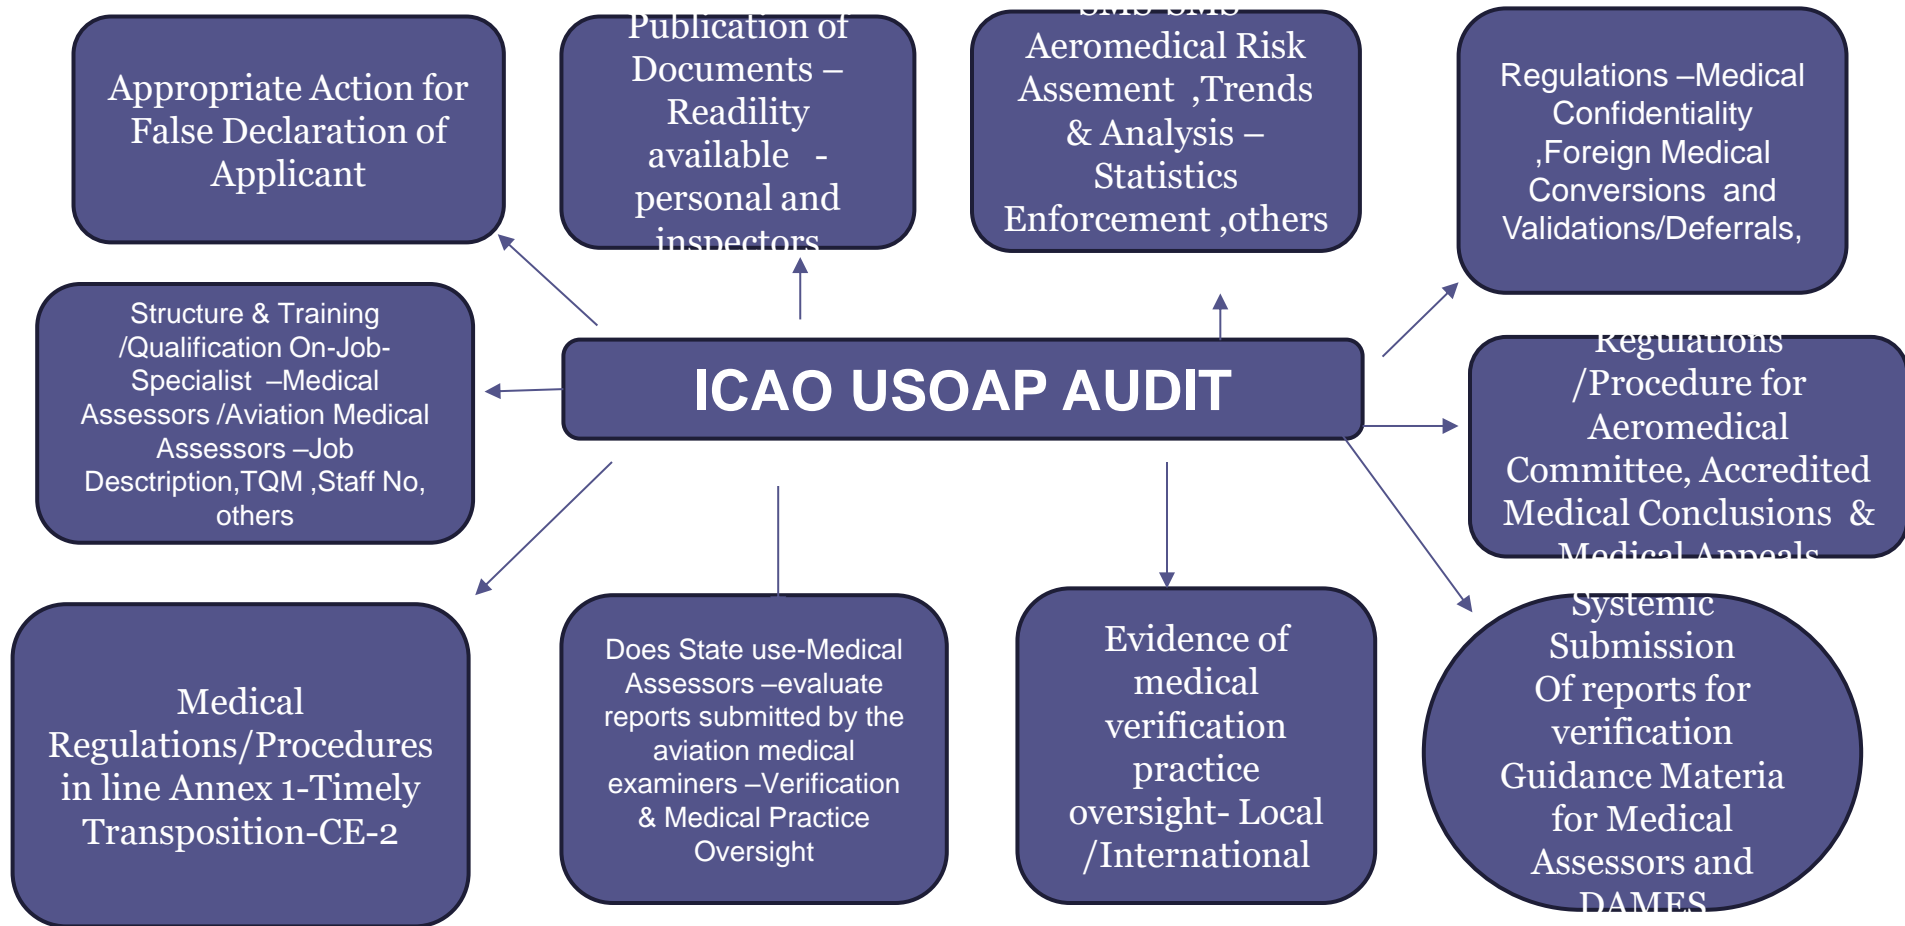 Appropriate Action for
False Declaration of
Applicant
Publication of
Documents –
Readility
available -
personal and
inspectors
SMS SMS
Aeromedical Risk
Assement ,Trends
& Analysis –
Statistics
Enforcement ,others
Regulations –Medical
Confidentiality
,Foreign Medical
Conversions and
Validations/Deferrals,
Structure & Training
/Qualification On-Job-
Specialist –Medical
Assessors /Aviation Medical
Assessors –Job
Desctription,TQM ,Staff No,
others
ICAO USOAP AUDIT
Regulations
/Procedure for
Aeromedical
Committee, Accredited
Medical Conclusions &
Medical Appeals
Medical
Regulations/Procedures
in line Annex 1-Timely
Transposition-CE-2
Does State use-Medical
Assessors –evaluate
reports submitted by the
aviation medical
examiners –Verification
& Medical Practice
Oversight
Evidence of
medical
verification
practice
oversight- Local
/International
Systemic
Submission
Of reports for
verification
Guidance Materia
for Medical
Assessors and
DAMES